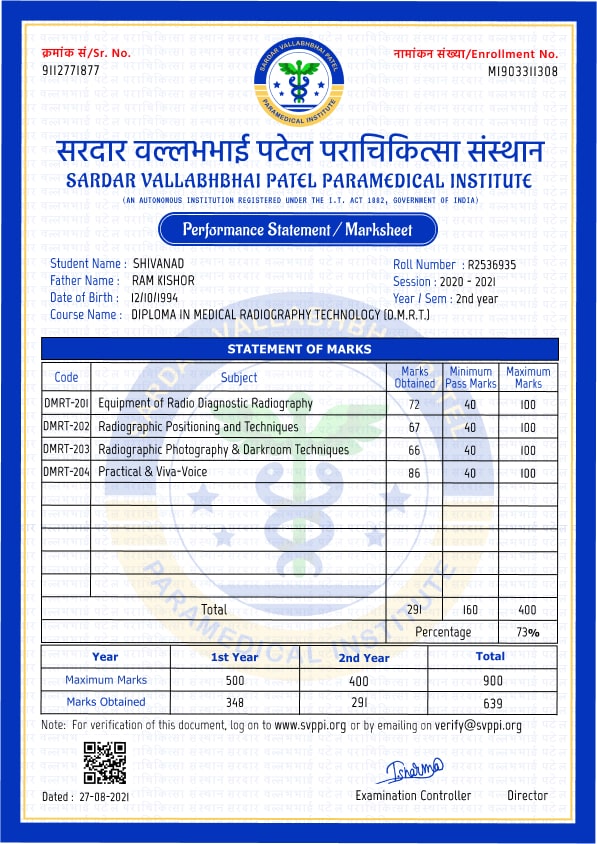 क्रमांक सं/Sr. No.
9112771877
नामांकन संख्या/Enrollment No.
M1903311308
SARDAR VALLABHBHAI PATEL
PARAMEDICAL INSTITUTE
सरदार वल्लभभाई पटेल पराचिकित्सा संस्थान
SARDAR VALLABHBHAI PATEL PARAMEDICAL INSTITUTE
(AN AUTONOMOUS INSTITUTION REGISTERED UNDER THE I.T. ACT 1882, GOVERNMENT OF INDIA)
Performance Statement / Marksheet
Student Name : SHIVANAD
Father Name : RAM KISHOR
Date of Birth : 12/10/1994
Course Name : DIPLOMA IN MEDICAL RADIOGRAPHY TECHNOLOGY (D.M.R.T.)
Roll Number : R2536935
Session : 2020 - 2021
Year / Sem : 2nd year
STATEMENT OF MARKS
Code Subject Marks Obtained Minimum Pass Marks Maximum Marks
DMRT-201 Equipment of Radio Diagnostic Radiography 72 40 100
DMRT-202 Radiographic Positioning and Techniques 67 40 100
DMRT-203 Radiographic Photography & Darkroom Techniques 66 40 100
DMRT-204 Practical & Viva-Voice 86 40 100
Total 291 160 400
Percentage 73%
Year 1st Year 2nd Year Total
Maximum Marks 500 400 900
Marks Obtained 348 291 639
Note: For verification of this document, log on to www.svppi.org or by emailing on verify@svppi.org
Dated : 27-08-2021
Examination Controller
Director